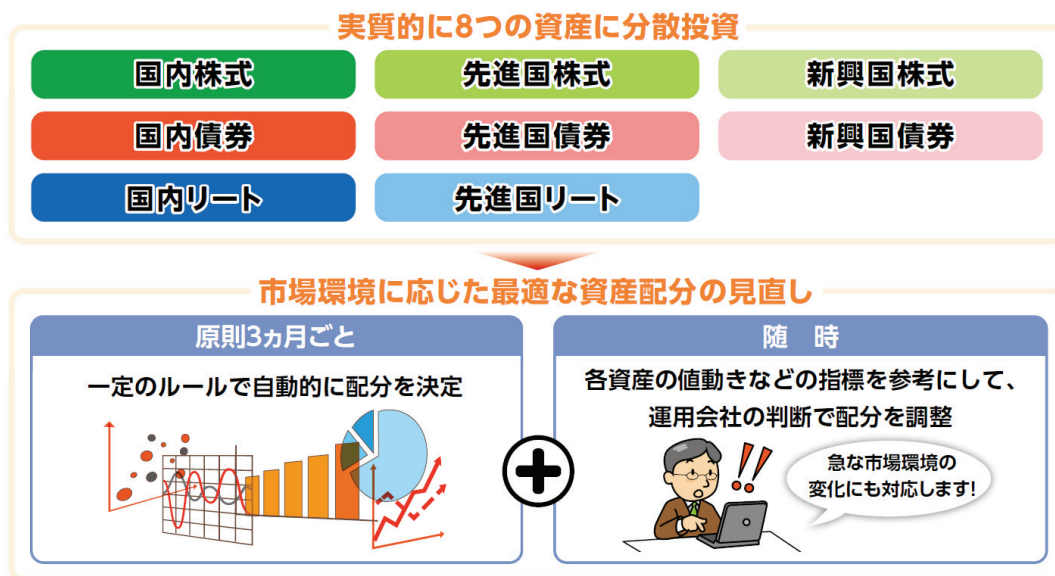 実質的に8つの資産に分散投資
国内株式
先進国株式
新興国株式
国内債券
先進国債券
新興国債券
国内リート
先進国リート
市場環境に応じた最適な資産配分の見直し
原則3ヵ月ごと
一定のルールで自動的に配分を決定
随 時
各資産の値動きなどの指標を参考にして、
運用会社の判断で配分を調整
急な市場環境の
変化にも対応します!